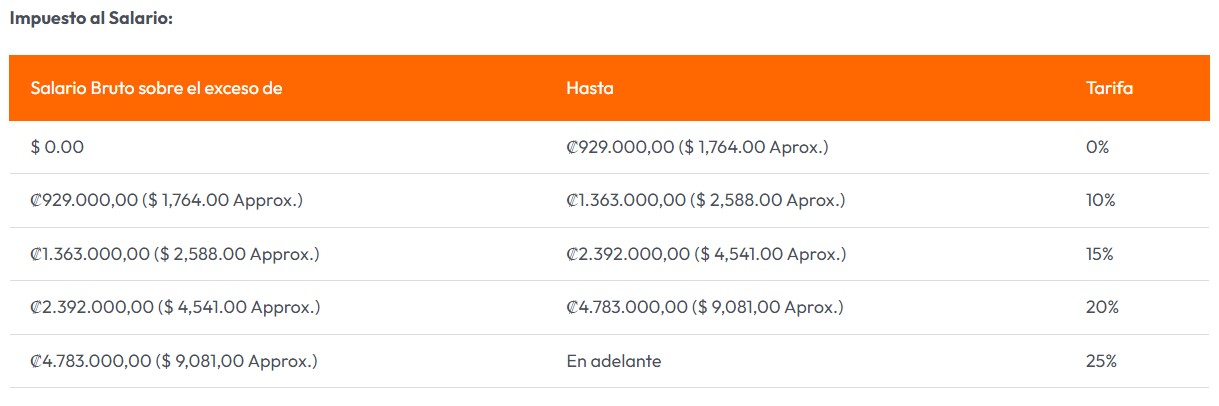 Impuesto al Salario:
Salario Bruto sobre el exceso de Hasta Tarifa
$ 0.00 ₡929.000,00 ($ 1,764.00 Aprox.) 0%
₡929.000,00 ($ 1,764.00 Approx.) ₡1.363.000,00 ($ 2,588.00 Aprox.) 10%
₡1.363.000,00 ($ 2,588.00 Approx.) ₡2.392.000,00 ($ 4,541.00 Aprox.) 15%
₡2.392.000,00 ($ 4,541.00 Approx.) ₡4.783.000,00 ($ 9,081,00 Aprox.) 20%
₡4.783.000,00 ($ 9,081,00 Approx.) En adelante 25%